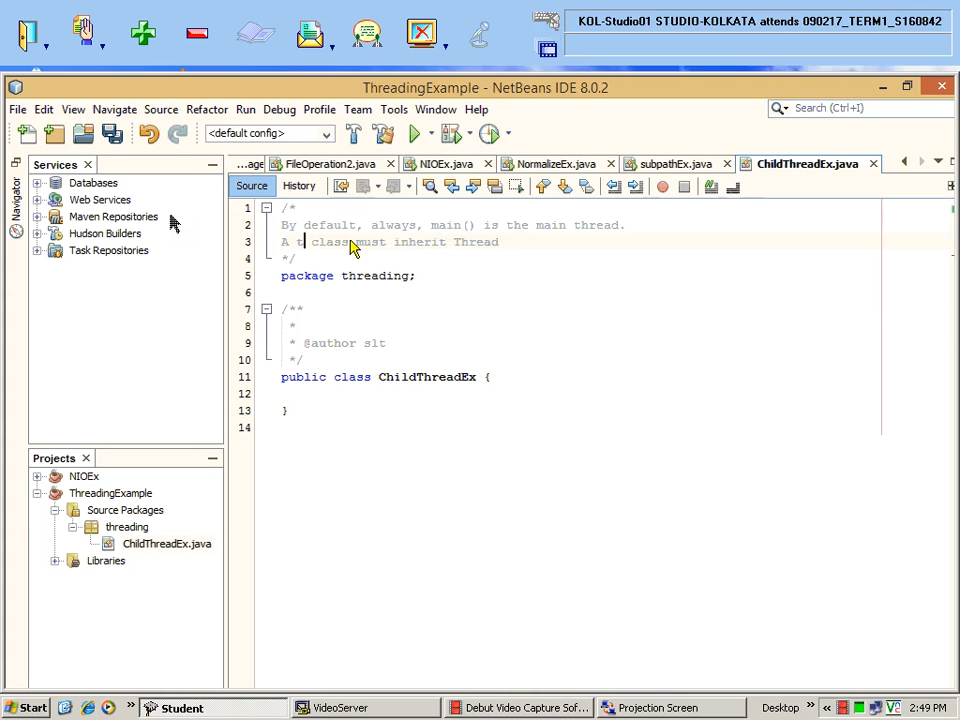 KOL-Studio01 STUDIO-KOLKATA attends 090217_TERM1_S160842
ThreadingExample - NetBeans IDE 8.0.2
File Edit View Navigate Source Refactor Run Debug Profile Team Tools Window Help
Search (Ctrl+I)
<default config>
Services
...age FileOperation2.java NIOEx.java NormalizeEx.java subpathEx.java ChildThreadEx.java
Navigator
Source History
Databases
Web Services
Maven Repositories
Hudson Builders
Task Repositories
1 /*
2 By default, always, main() is the main thread.
3 A t class must inherit Thread
4 */
5 package threading;
6
7 /**
8 *
9 * @author slt
10 */
11 public class ChildThreadEx {
12
13 }
14
Projects
NIOEx
ThreadingExample
Source Packages
threading
ChildThreadEx.java
Libraries
Start
Student
VideoServer
Debut Video Capture Sof...
Projection Screen
Desktop
2:49 PM